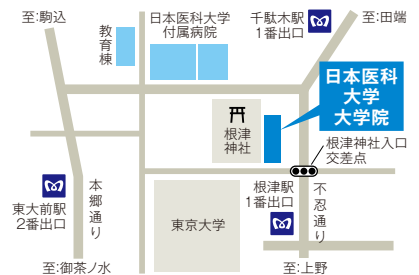 至:駒込
教育棟
日本医科大学
付属病院
千駄木駅
1番出口
至:田端
日本医科
大学
大学院
根津
神社
根津神社入口
交差点
本郷通り
東大前駅
2番出口
東京大学
根津駅
1番出口
不忍通り
至:御茶ノ水
至:上野